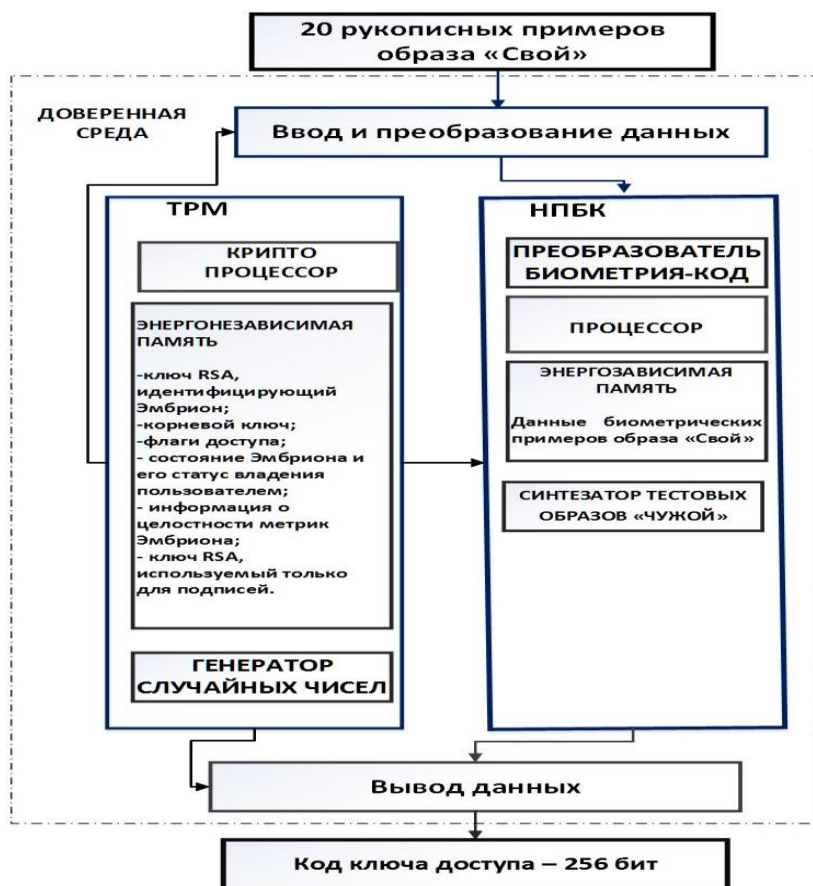 20 рукописных примеров
образа «Свой»
ДОВЕРЕННАЯ
СРЕДА
Ввод и преобразование данных
ТРМ
КРИПТО
ПРОЦЕССОР
ЭНЕРГОНЕЗАВИСИМАЯ
ПАМЯТЬ
-ключ RSA,
идентифицирующий
Эмбрион;
-корневой ключ;
-флаги доступа;
- состояние Эмбриона и
его статус владения
пользователем;
- информация о
целостности метрик
Эмбриона;
- ключ RSA,
используемый только
для подписей.
ГЕНЕРАТОР
СЛУЧАЙНЫХ ЧИСЕЛ
НПБК
ПРЕОБРАЗОВАТЕЛЬ
БИОМЕТРИЯ-КОД
ПРОЦЕССОР
ЭНЕРГОЗАВИСИМАЯ
ПАМЯТЬ
Данные биометрических
примеров образа «Свой»
СИНТЕЗАТОР ТЕСТОВЫХ
ОБРАЗОВ «ЧУЖОЙ»
Вывод данных
Код ключа доступа – 256 бит